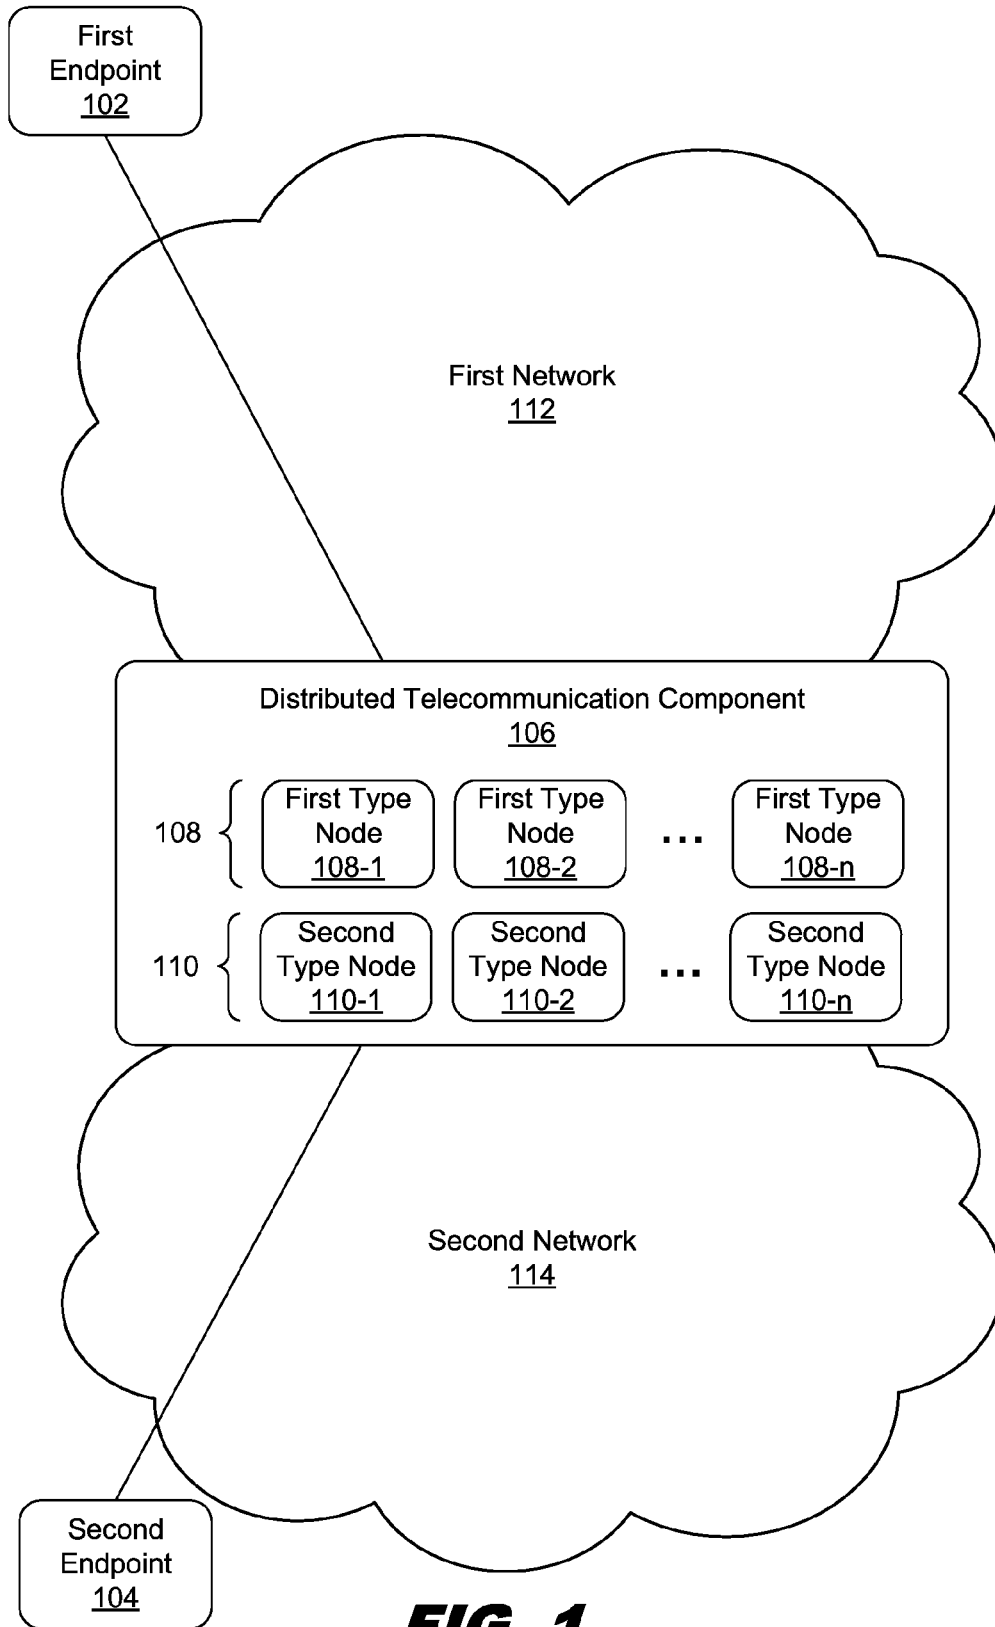 First
Endpoint
102
First Network
112
Distributed Telecommunication Component
106
108
First Type
Node
108-1
First Type
Node
108-2
...
First Type
Node
108-n
110
Second
Type Node
110-1
Second
Type Node
110-2
...
Second
Type Node
110-n
Second Network
114
Second
Endpoint
104
FIG. 1